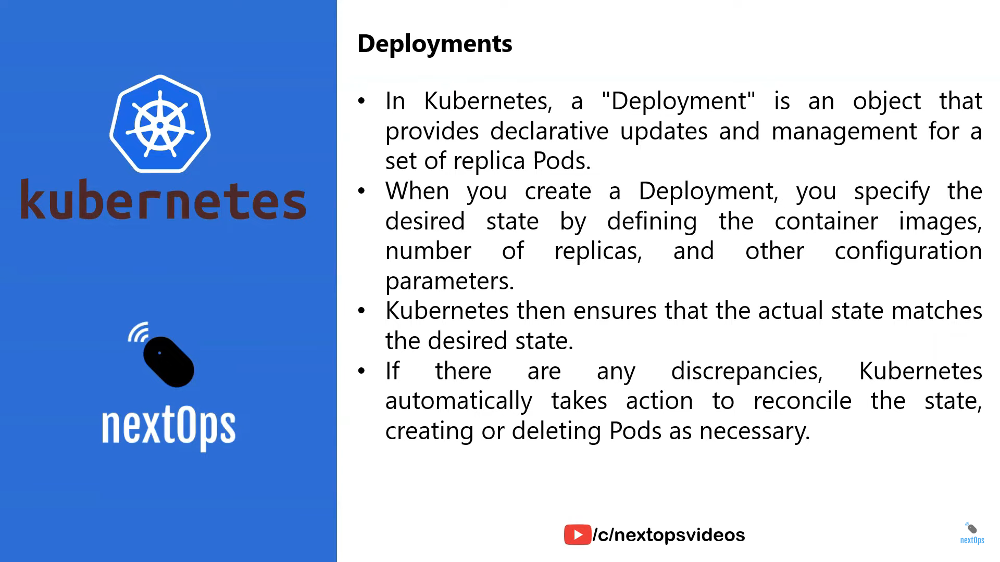 Deployments
• In Kubernetes, a "Deployment" is an object that
provides declarative updates and management for a
set of replica Pods.
• When you create a Deployment, you specify the
desired state by defining the container images,
number of replicas, and other configuration
parameters.
• Kubernetes then ensures that the actual state matches
the desired state.
• If there are any discrepancies, Kubernetes
automatically takes action to reconcile the state,
creating or deleting Pods as necessary.
kubernetes
nextOps
/c/nextopsvideos
nextOps